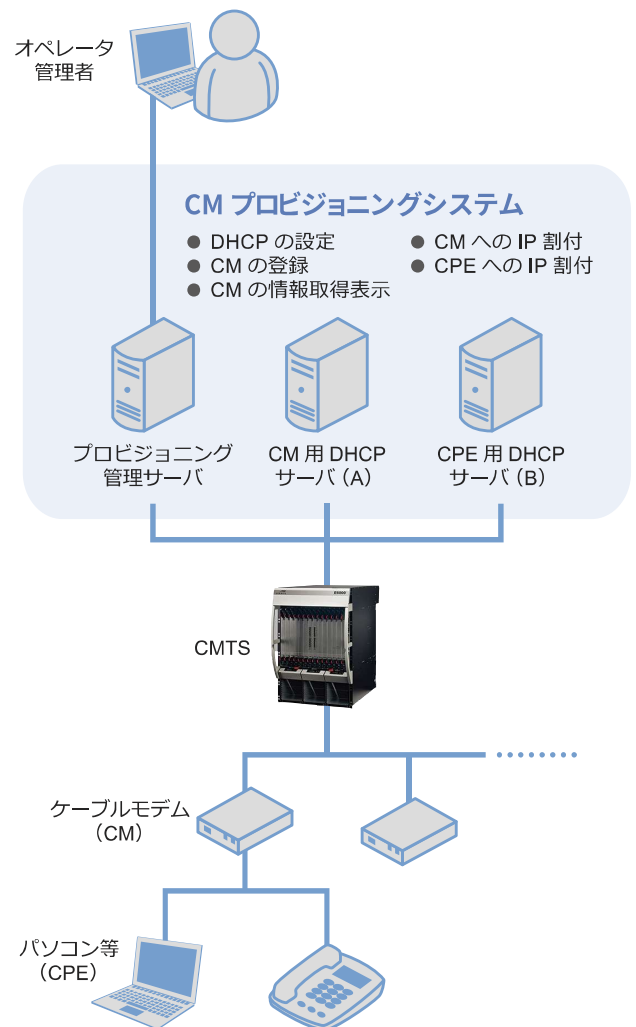 オペレータ
管理者
CM プロビジョニングシステム
● DHCP の設定
● CM の登録
● CM の情報取得表示
● CM への IP 割付
● CPE への IP 割付
プロビジョニング
管理サーバ
CM 用 DHCP
サーバ（A）
CPE 用 DHCP
サーバ（B）
CMTS
ケーブルモデム
（CM）
パソコン等
（CPE）